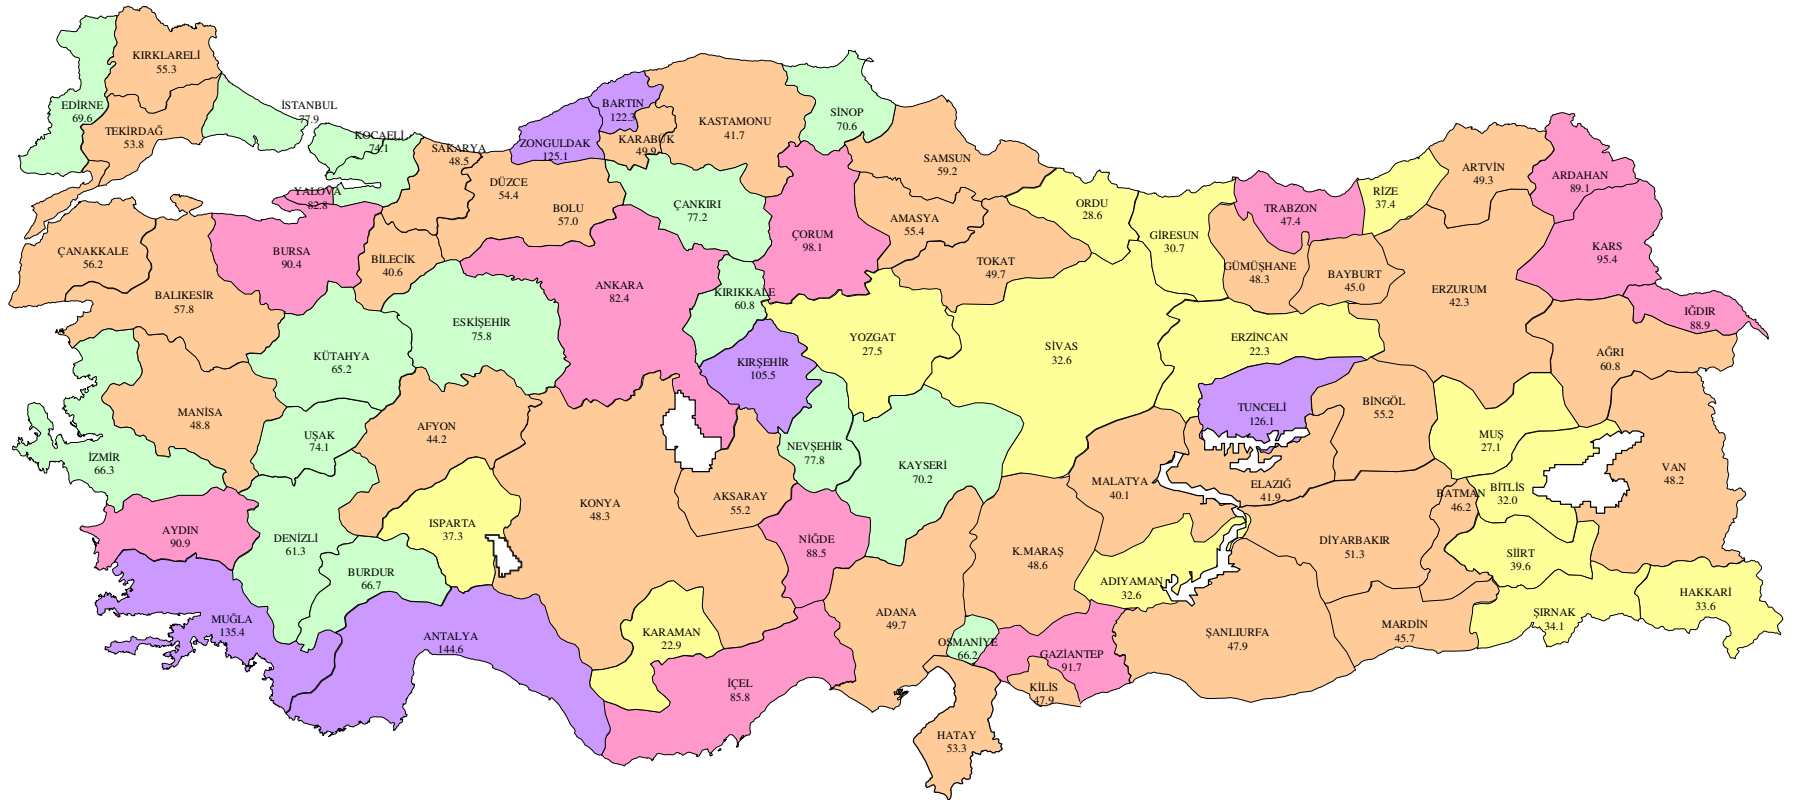 KIRKLARELİ
55.3
EDİRNE
69.6
TEKİRDAĞ
53.8
İSTANBUL
77.9
KOCAELİ
74.1
YALOVA
82.8
SAKARYA
48.5
DÜZCE
54.4
BOLU
57.0
ZONGULDAK
125.1
BARTIN
122.3
KARABÜK
49.9
KASTAMONU
41.7
SİNOP
70.6
ÇANKIRI
77.2
ÇORUM
98.1
SAMSUN
59.2
AMASYA
55.4
TOKAT
49.7
ORDU
28.6
GİRESUN
30.7
GÜMÜŞHANE
48.3
TRABZON
47.4
RİZE
37.4
BAYBURT
45.0
ARTVİN
49.3
ARDAHAN
89.1
KARS
95.4
IĞDIR
88.9
ERZURUM
42.3
AĞRI
60.8
ÇANAKKALE
56.2
BALIKESİR
57.8
BURSA
90.4
BİLECİK
40.6
ESKİŞEHİR
75.8
KÜTAHYA
65.2
ANKARA
82.4
KIRIKKALE
60.8
KIRŞEHİR
105.5
YOZGAT
27.5
SİVAS
32.6
ERZİNCAN
22.3
TUNCELİ
126.1
BİNGÖL
55.2
MUŞ
27.1
BİTLİS
32.0
VAN
48.2
MANİSA
48.8
İZMİR
66.3
UŞAK
74.1
AFYON
44.2
AYDIN
90.9
DENİZLİ
61.3
ISPARTA
37.3
BURDUR
66.7
MUĞLA
135.4
ANTALYA
144.6
KONYA
48.3
AKSARAY
55.2
NEVŞEHİR
77.8
KAYSERİ
70.2
NİĞDE
88.5
KARAMAN
22.9
İÇEL
85.8
ADANA
49.7
OSMANİYE
66.2
HATAY
53.3
K.MARAŞ
48.6
GAZİANTEP
91.7
KİLİS
47.9
MALATYA
40.1
ELAZIĞ
41.9
ADIYAMAN
32.6
ŞANLIURFA
47.9
DİYARBAKIR
51.3
MARDİN
45.7
BATMAN
46.2
SİİRT
39.6
ŞIRNAK
34.1
HAKKARİ
33.6